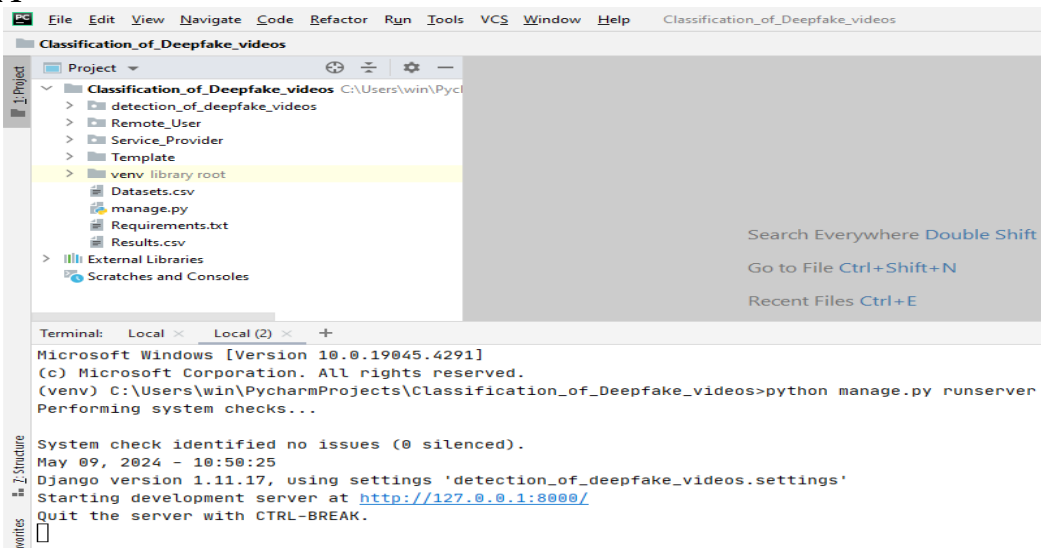 PC File Edit View Navigate Code Refactor Run Tools VCS Window Help Classification_of_Deepfake_videos
Classification_of_Deepfake_videos
1: Project
Project
Classification_of_Deepfake_videos C:\Users\win\Pycl
detection_of_deepfake_videos
Remote_User
Service_Provider
Template
venv library root
Datasets.csv
manage.py
Requirements.txt
Results.csv
External Libraries
Scratches and Consoles
Search Everywhere Double Shift
Go to File Ctrl+Shift+N
Recent Files Ctrl+E
Terminal: Local × Local (2) × +
Microsoft Windows [Version 10.0.19045.4291]
(c) Microsoft Corporation. All rights reserved.
(venv) C:\Users\win\PycharmProjects\Classification_of_Deepfake_videos>python manage.py runserver
Performing system checks...
System check identified no issues (0 silenced).
May 09, 2024 - 10:50:25
Django version 1.11.17, using settings 'detection_of_deepfake_videos.settings'
Starting development server at http://127.0.0.1:8000/
Quit the server with CTRL-BREAK.
Z: Structure
vorites